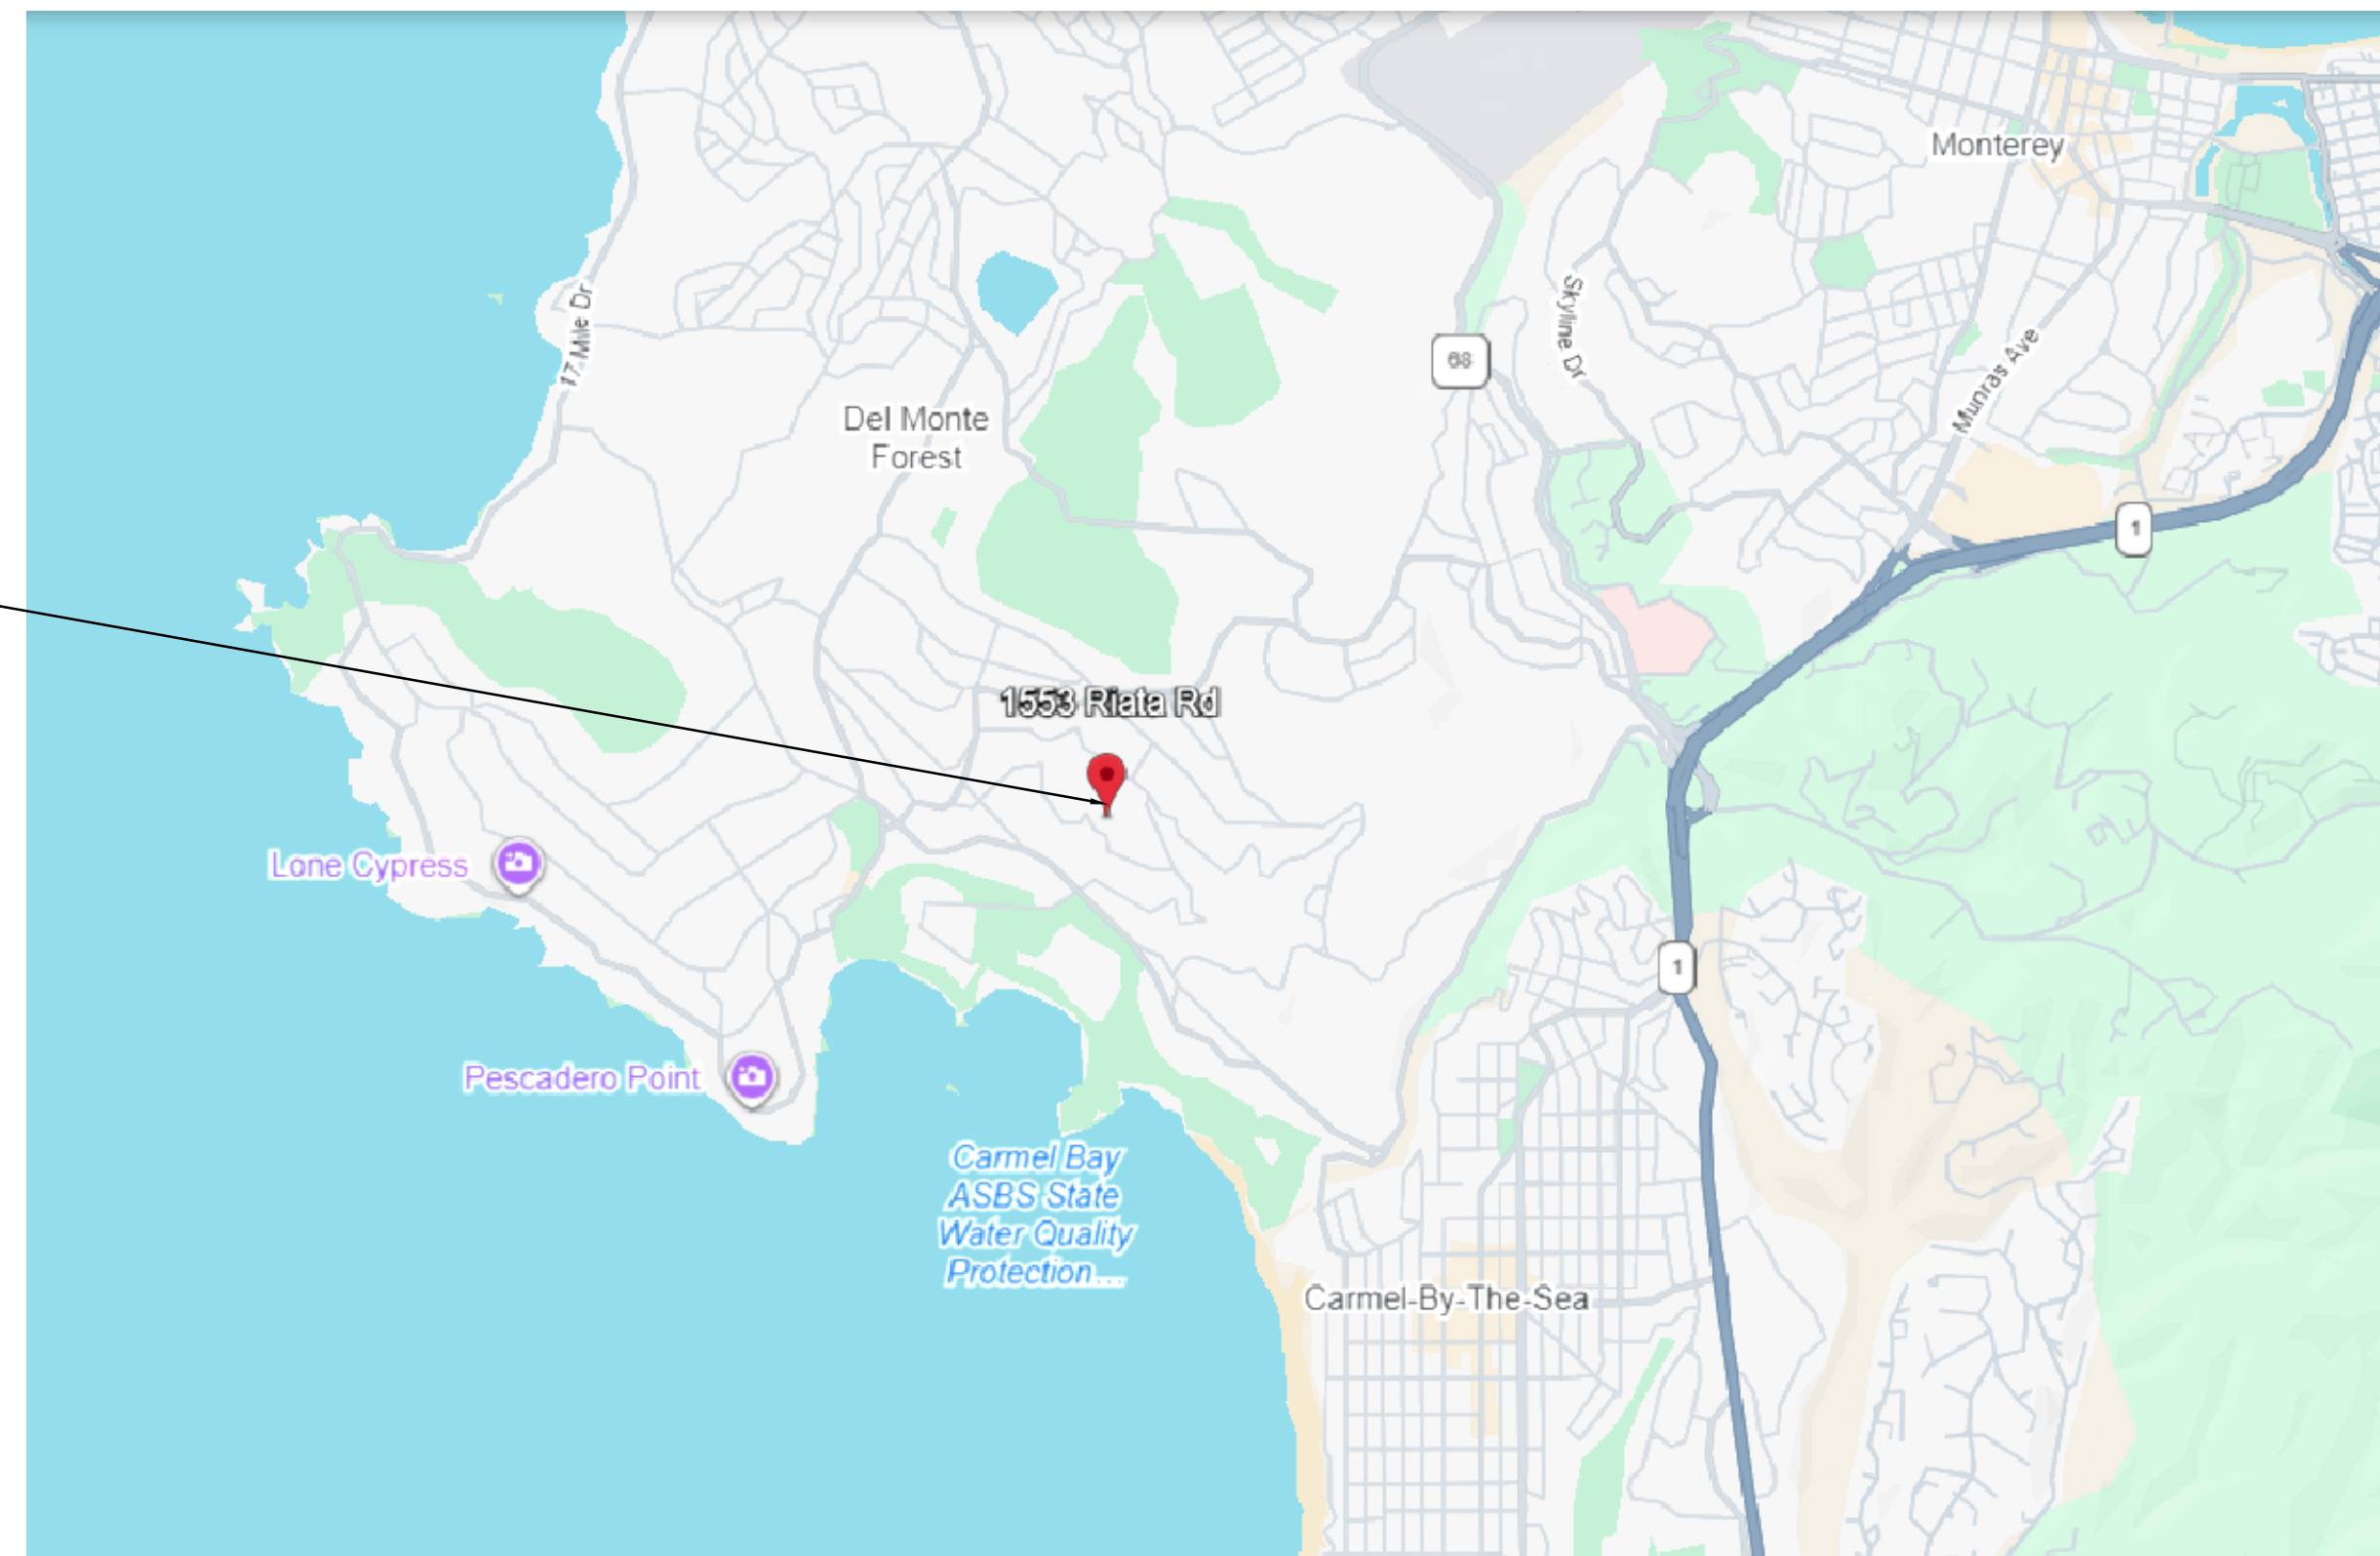 Monterey
17 Mile Dr
Skyline Dr
68
Munras Ave
Del Monte
Forest
1
1553 Riata Rd
Lone Cypress
1
Pescadero Point
Carmel Bay
ASBS State
Water Quality
Protection...
Carmel-By-The-Sea